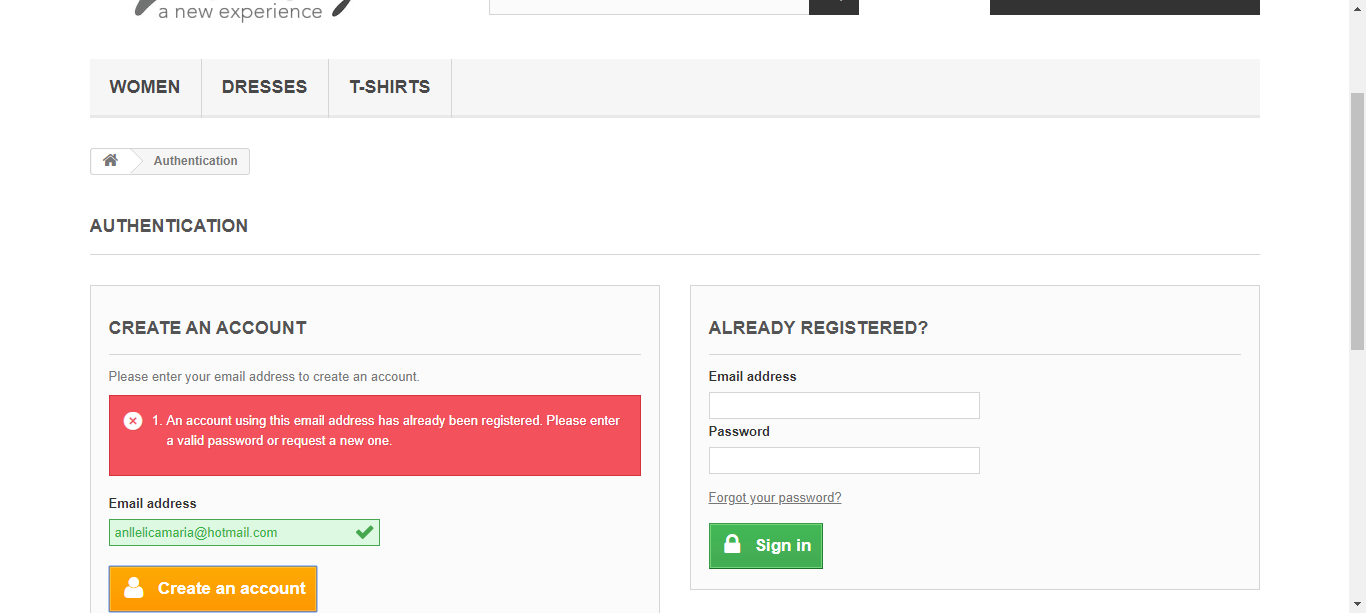 a new experience
WOMEN
DRESSES
T-SHIRTS
Authentication
AUTHENTICATION
CREATE AN ACCOUNT
Please enter your email address to create an account.
1. An account using this email address has already been registered. Please enter
a valid password or request a new one.
Email address
anllelicamaria@hotmail.com
Create an account
ALREADY REGISTERED?
Email address
Password
Forgot your password?
Sign in